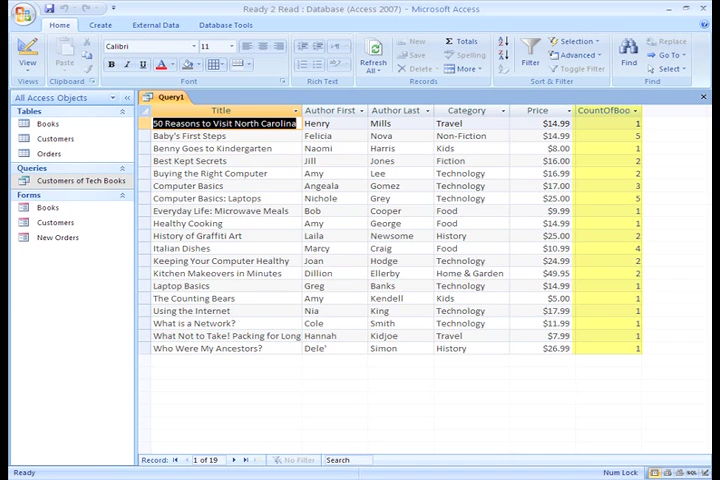 Ready 2 Read : Database (Access 2007) - Microsoft Access
Home Create External Data Database Tools
View Paste Calibri 11 B I U A Refresh All New Save Delete Totals Spelling More Filter Selection Advanced Find Replace Go To Select
Views Clipboard Font Rich Text Records Sort & Filter Find
All Access Objects Query1
Tables
Books
Customers
Orders
Queries
Customers of Tech Books
Forms
Books
Customers
New Orders
Title Author First Author Last Category Price CountOfBoo
50 Reasons to Visit North Carolina Henry Mills Travel $14.99 1
Baby's First Steps Felicia Nova Non-Fiction $14.99 5
Benny Goes to Kindergarten Naomi Harris Kids $8.00 1
Best Kept Secrets Jill Jones Fiction $16.00 2
Buying the Right Computer Amy Lee Technology $16.99 2
Computer Basics Angeala Gomez Technology $17.00 3
Computer Basics: Laptops Nichole Grey Technology $25.00 5
Everyday Life: Microwave Meals Bob Cooper Food $9.99 1
Healthy Cooking Amy George Food $14.99 1
History of Graffiti Art Laila Newsome History $25.00 2
Italian Dishes Marcy Craig Food $10.99 4
Keeping Your Computer Healthy Joan Hodge Technology $24.99 2
Kitchen Makeovers in Minutes Dillion Ellerby Home & Garden $49.95 2
Laptop Basics Greg Banks Technology $14.99 1
The Counting Bears Amy Kendell Kids $5.00 1
Using the Internet Nia King Technology $17.99 1
What is a Network? Cole Smith Technology $11.99 1
What Not to Take! Packing for Long Hannah Kidjoe Travel $7.99 1
Who Were My Ancestors? Dele' Simon History $26.99 1
Record: 1 of 19 No Filter Search
Ready Num Lock SQL